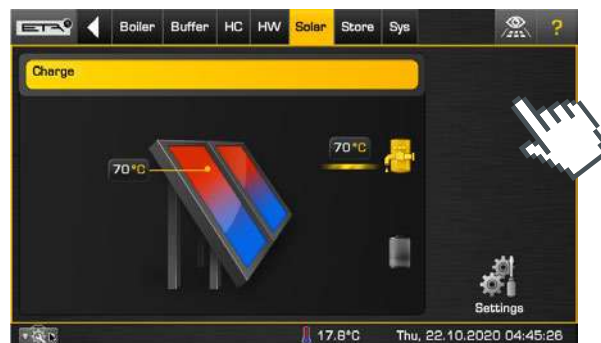 ETA Boiler Buffer HC HW Solar Store Sys ?
Charge
70°C
70°C
Settings
17.8°C Thu, 22.10.2020 04:45:26